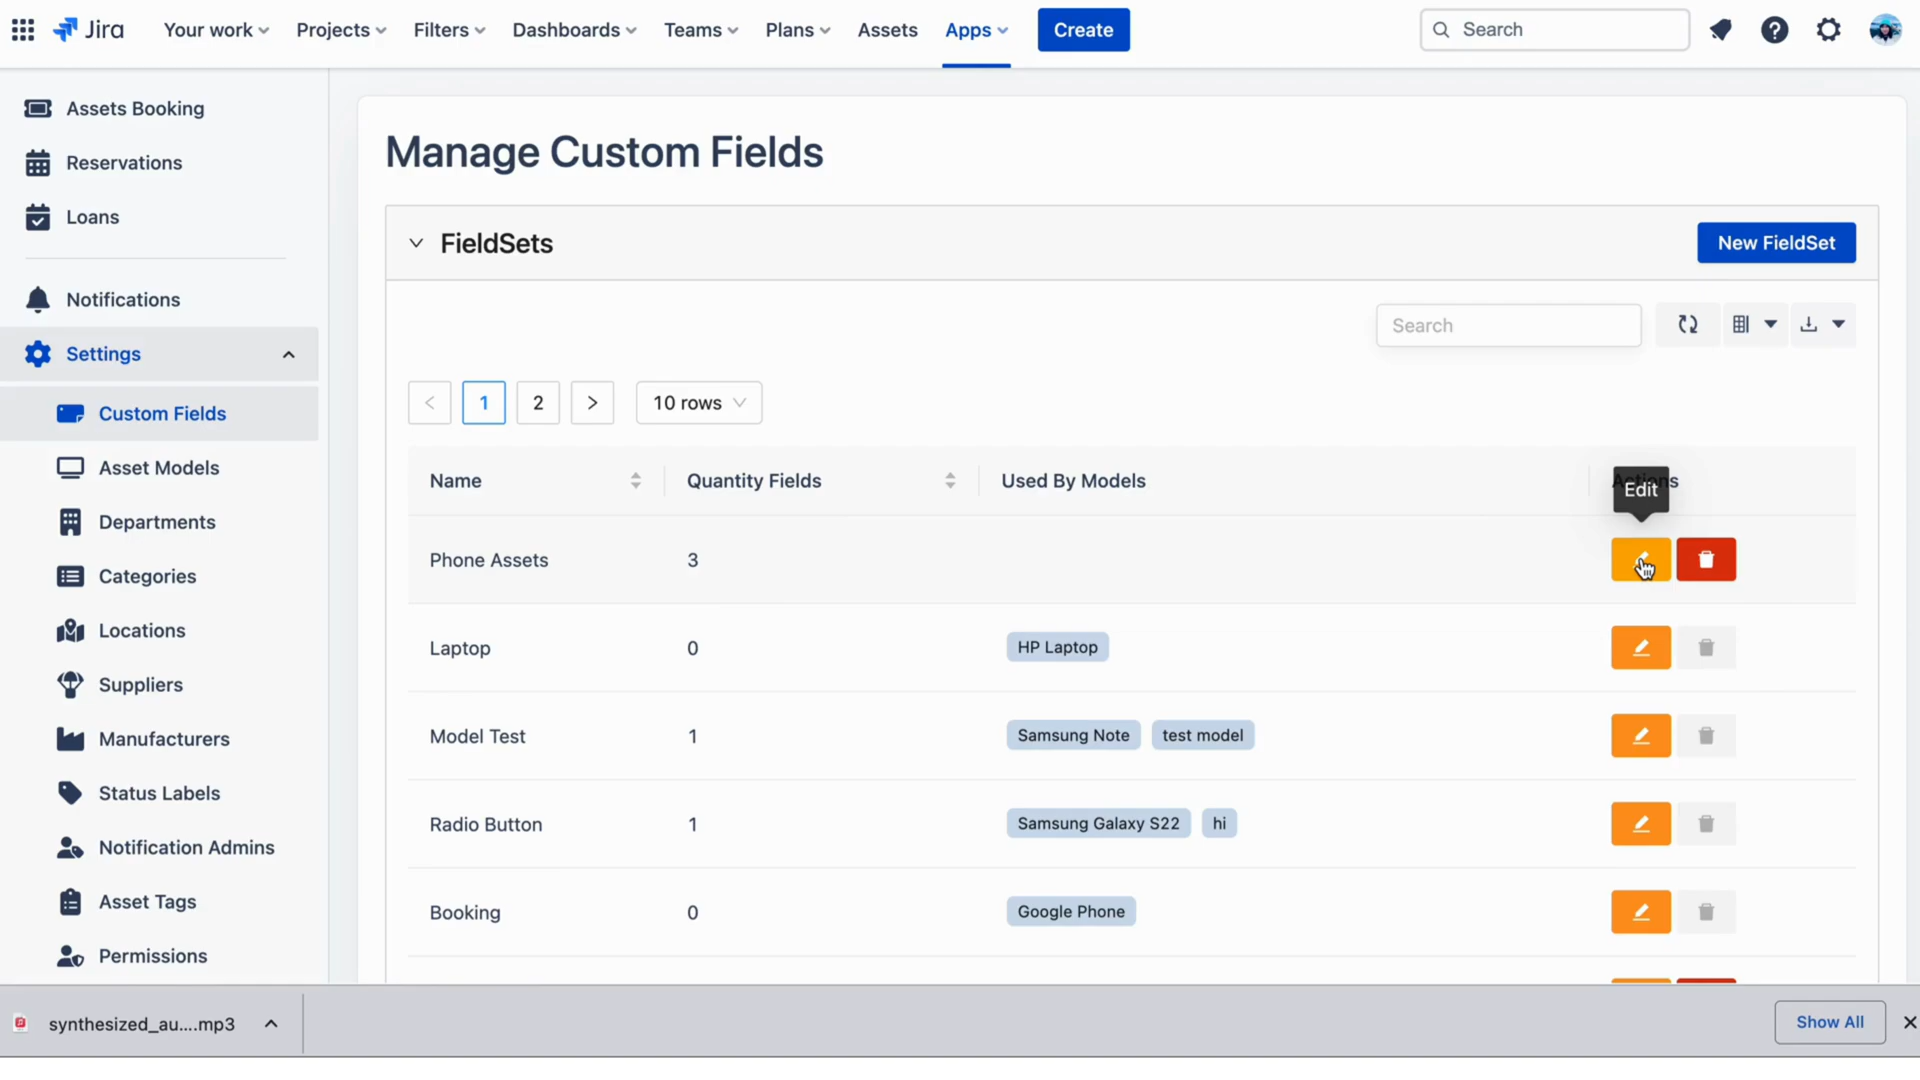 Jira
Your work
Projects
Filters
Dashboards
Teams
Plans
Assets
Apps
Create
Search
Assets Booking
Reservations
Loans
Notifications
Settings
Custom Fields
Asset Models
Departments
Categories
Locations
Suppliers
Manufacturers
Status Labels
Notification Admins
Asset Tags
Permissions
Manage Custom Fields
FieldSets
New FieldSet
Search
1
2
10 rows
Name
Quantity Fields
Used By Models
Actions
Edit
Phone Assets
3
Laptop
0
HP Laptop
Model Test
1
Samsung Note
test model
Radio Button
1
Samsung Galaxy S22
hi
Booking
0
Google Phone
synthesized_au....mp3
Show All